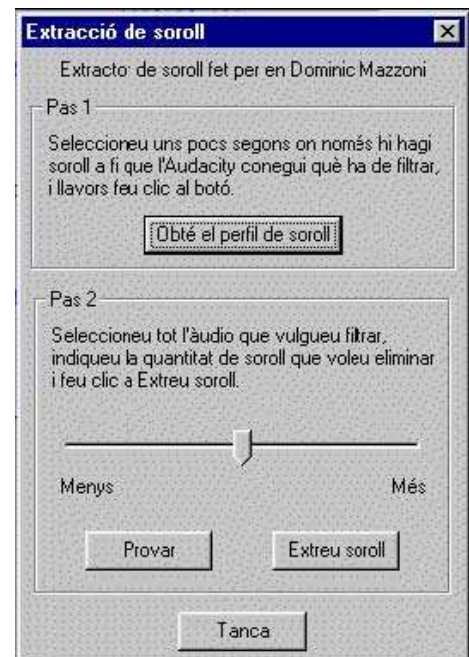 Extracció de soroll
Extractor de soroll fet per en Dominic Mazzoni
Pas 1
Seleccioneu uns pocs segons on només hi hagi
soroll a fi que l'Audacity conegui què ha de filtrar,
i llavors feu clic al botó.
Obté el perfil de soroll
Pas 2
Seleccioneu tot l'àudio que vulgueu filtrar,
indiqueu la quantitat de soroll que voleu eliminar
i feu clic a Extreu soroll.
Menys Més
Provar Extreu soroll
Tanca